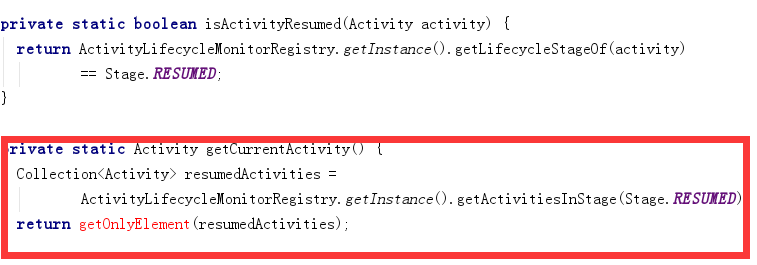 private static boolean isActivityResumed(Activity activity) {
return ActivityLifecycleMonitorRegistry.getInstance().getLifecycleStageOf(activity)
== Stage.RESUMED;
}
private static Activity getCurrentActivity() {
Collection<Activity> resumedActivities =
ActivityLifecycleMonitorRegistry.getInstance().getActivitiesInStage(Stage.RESUMED)
return getOnlyElement(resumedActivities);